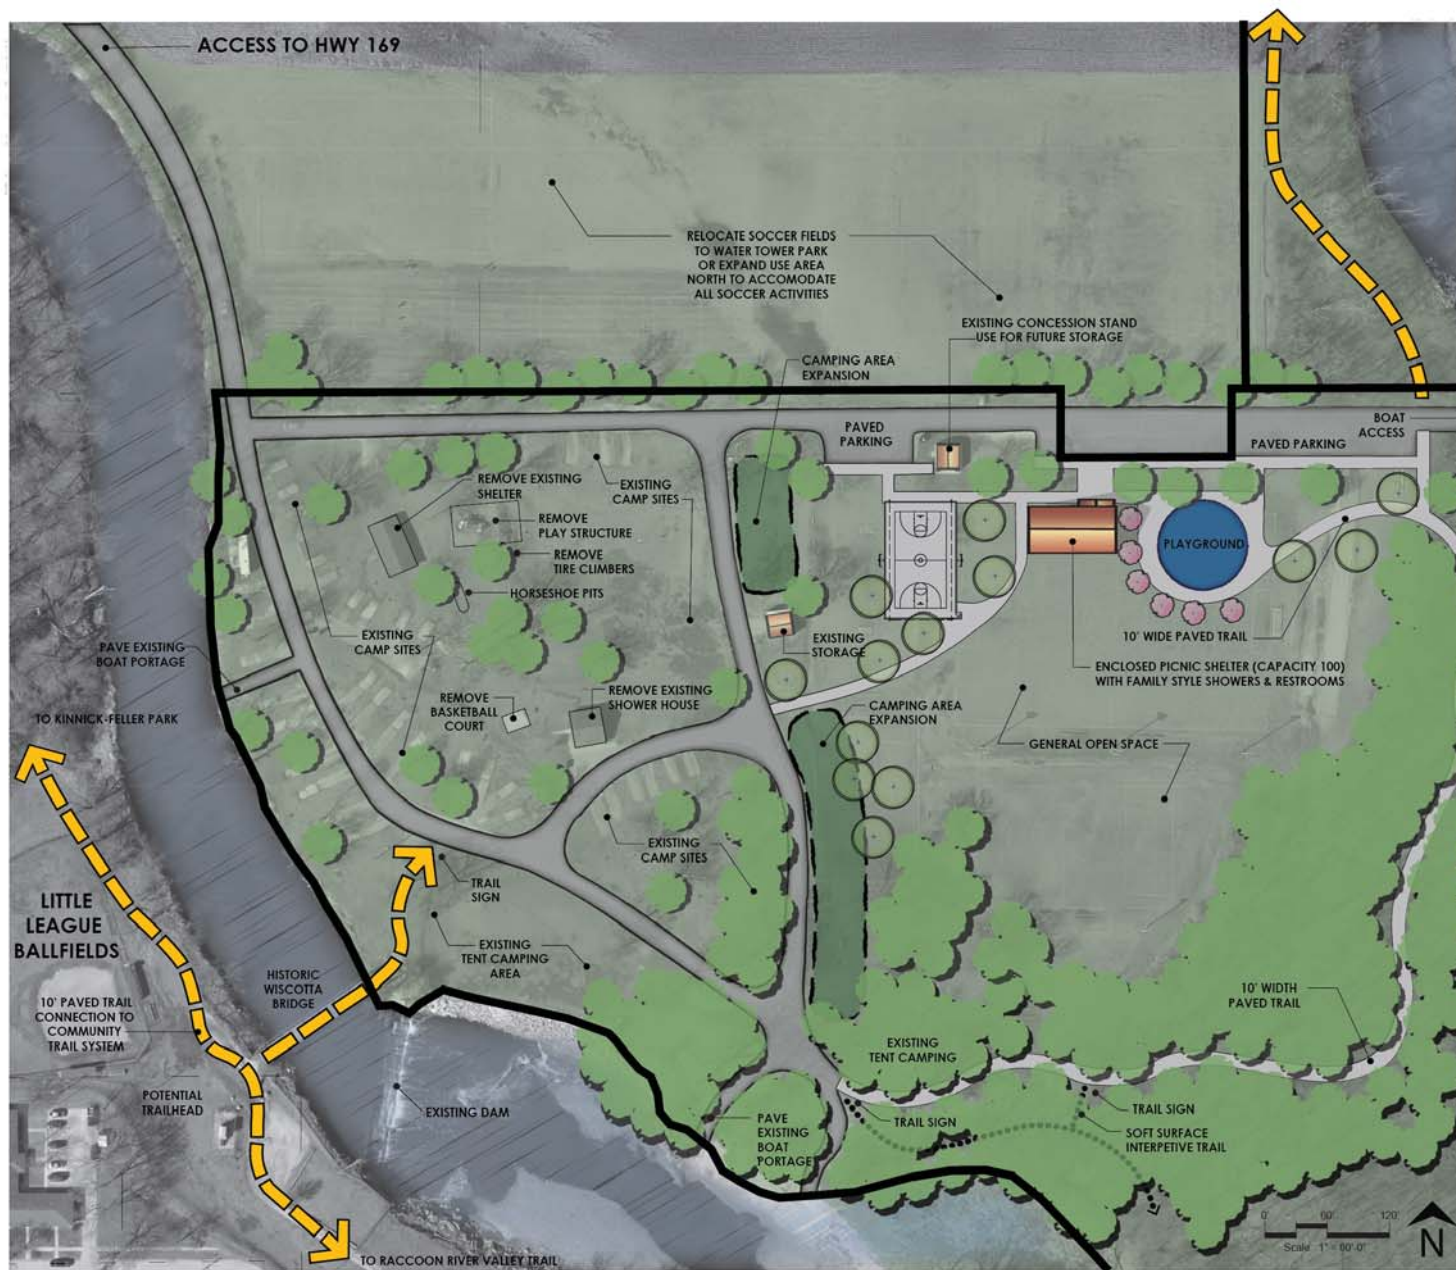 ACCESS TO HWY 169
RELOCATE SOCCER FIELDS
TO WATER TOWER PARK
OR EXPAND USE AREA
NORTH TO ACCOMODATE
ALL SOCCER ACTIVITIES
EXISTING CONCESSION STAND
USE FOR FUTURE STORAGE
CAMPING AREA
EXPANSION
PAVED
PARKING
BOAT
ACCESS
PAVED PARKING
REMOVE EXISTING
SHELTER
EXISTING
CAMP SITES
REMOVE
PLAY STRUCTURE
REMOVE
TIRE CLIMBERS
HORSESHOE PITS
PLAYGROUND
EXISTING
CAMP SITES
EXISTING
STORAGE
10' WIDE PAVED TRAIL
PAVE EXISTING
BOAT PORTAGE
ENCLOSED PICNIC SHELTER (CAPACITY 100)
WITH FAMILY STYLE SHOWERS & RESTROOMS
REMOVE
BASKETBALL
COURT
REMOVE EXISTING
SHOWER HOUSE
CAMPING AREA
EXPANSION
TO KINNICK-FELLER PARK
GENERAL OPEN SPACE
EXISTING
CAMP SITES
TRAIL
SIGN
LITTLE
LEAGUE
BALLFIELDS
EXISTING
TENT CAMPING
AREA
HISTORIC
WISCOTTA
BRIDGE
10' PAVED TRAIL
CONNECTION TO
COMMUNITY
TRAIL SYSTEM
10' WIDTH
PAVED TRAIL
EXISTING
TENT CAMPING
POTENTIAL
TRAILHEAD
EXISTING DAM
PAVE
EXISTING
BOAT
PORTAGE
TRAIL SIGN
TRAIL SIGN
SOFT SURFACE
INTERPETIVE TRAIL
0' 60' 120'
Scale 1" = 60'-0"
N
TO RACCOON RIVER VALLEY TRAIL